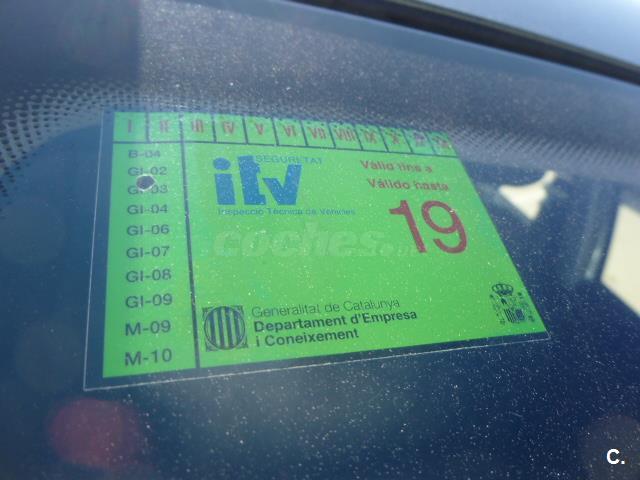 I II III IV V VI VII VIII IX X XI XII
B-04
GI-02
GI-03
GI-04
GI-06
GI-07
GI-08
GI-09
M-09
M-10
SEGURETAT
itv
Inspecció Tècnica de Vehicles
Vàlid fins a
Válido hasta
19
coches.
Generalitat de Catalunya
Departament d'Empresa
i Coneixement
C.